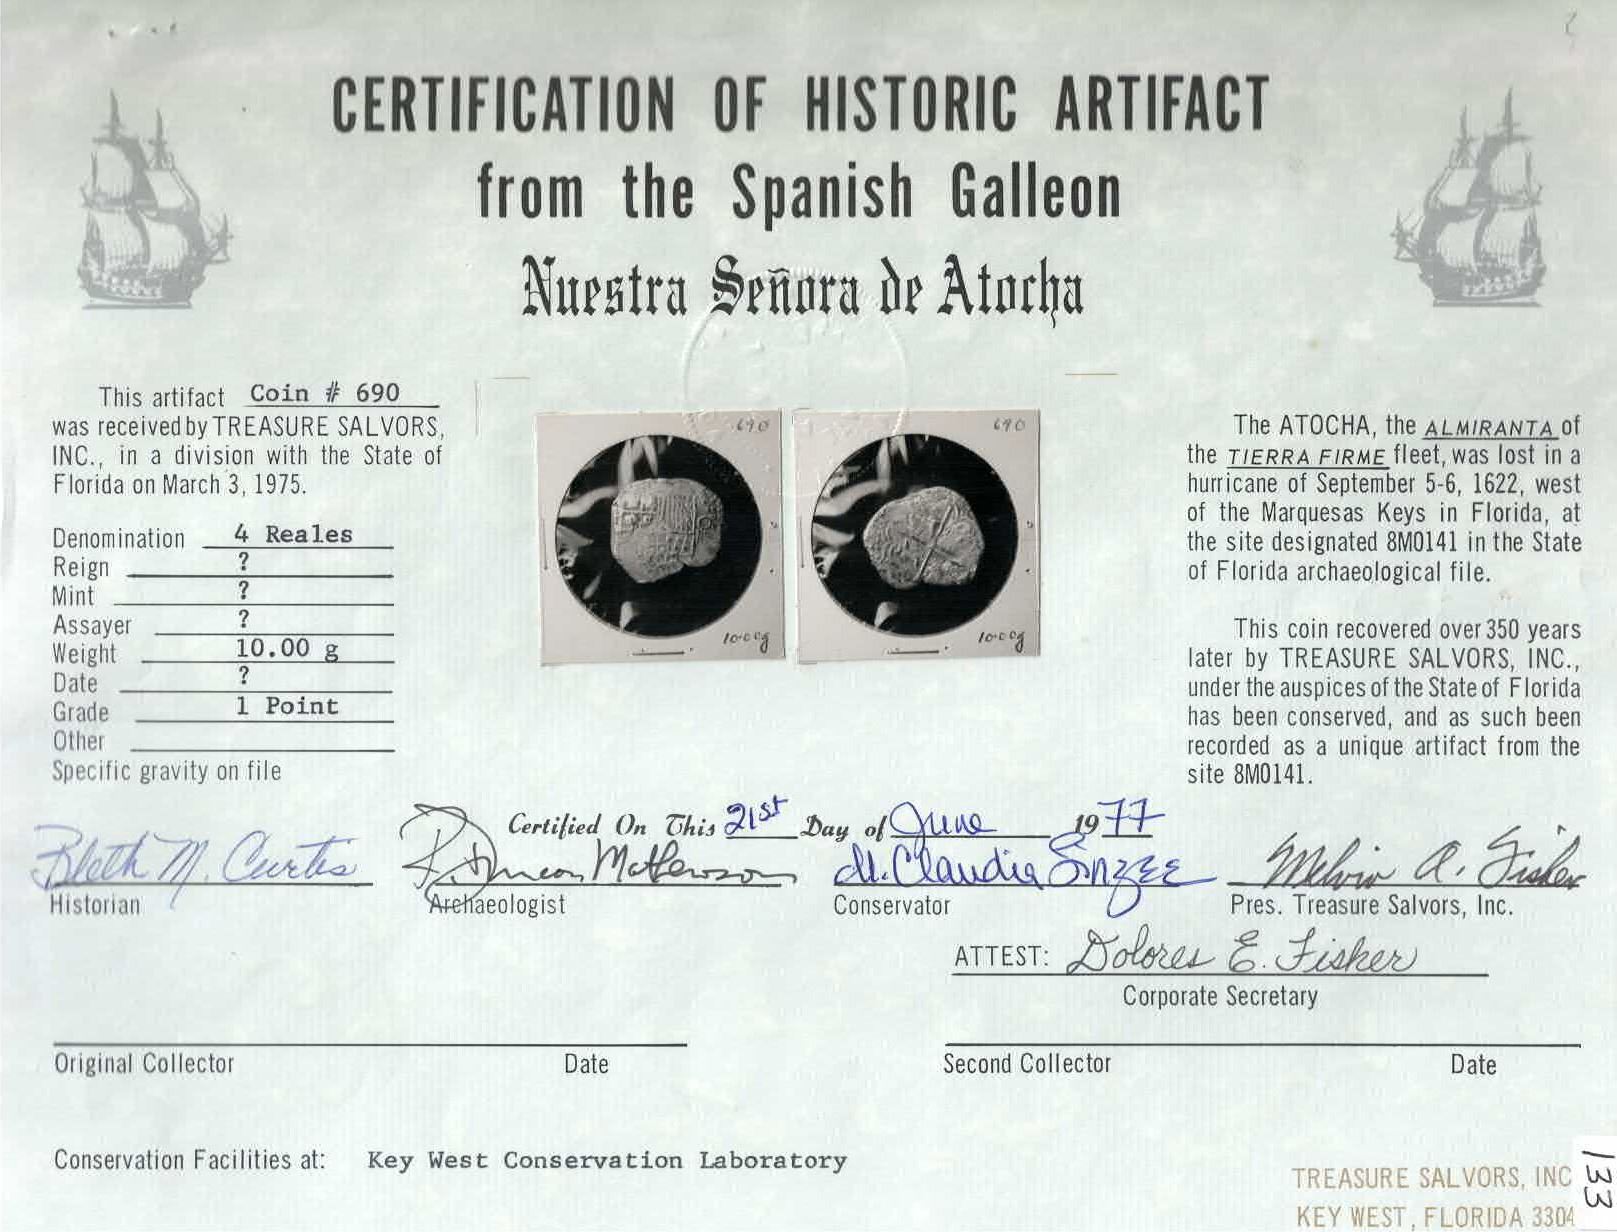 CERTIFICATION OF HISTORIC ARTIFACT
from the Spanish Galleon
Nuestra Señora de Atocha
This artifact Coin # 690
was received by TREASURE SALVORS,
INC., in a division with the State of
Florida on March 3, 1975.
Denomination 4 Reales
Reign ?
Mint ?
Assayer ?
Weight 10.00 g
Date ?
Grade 1 Point
Other
Specific gravity on file
690
10.00g
690
10.00g
The ATOCHA, the ALMIRANTA of
the TIERRA FIRME fleet, was lost in a
hurricane of September 5-6, 1622, west
of the Marquesas Keys in Florida, at
the site designated 8MO141 in the State
of Florida archaeological file.
This coin recovered over 350 years
later by TREASURE SALVORS, INC.,
under the auspices of the State of Florida
has been conserved, and as such been
recorded as a unique artifact from the
site 8MO141.
Certified On This 21st Day of June 1977
Bleth M. Curtis
Historian
R. Duncan Mathewson
Archaeologist
M. Claudia
Conservator
Melvin A. Fisher
Pres. Treasure Salvors, Inc.
ATTEST: Dolores E. Fisher
Corporate Secretary
Original Collector Date
Second Collector Date
Conservation Facilities at: Key West Conservation Laboratory
TREASURE SALVORS, INC
KEY WEST, FLORIDA 3304
133